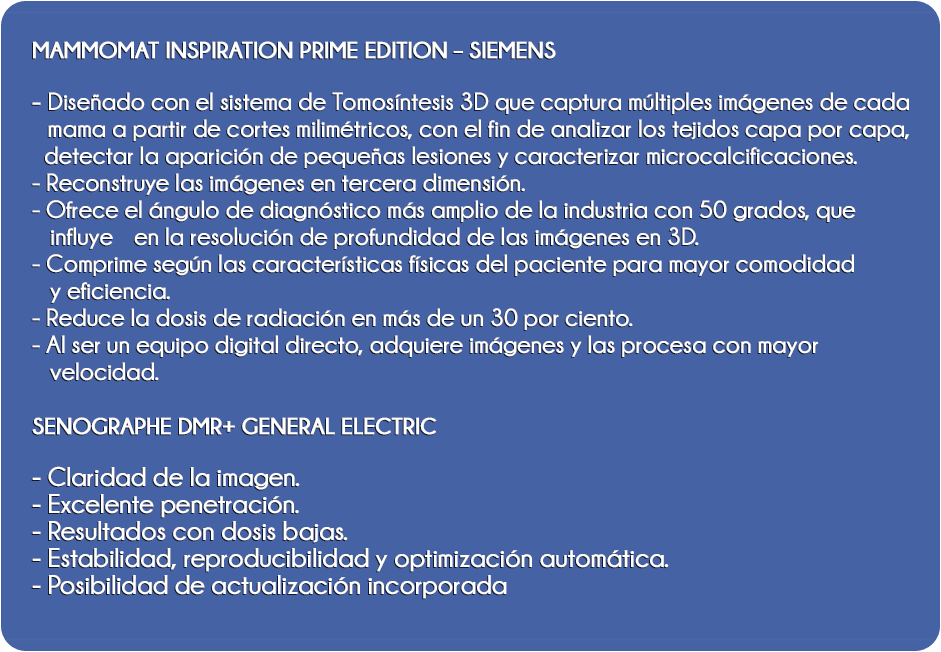 MAMMOMAT INSPIRATION PRIME EDITION – SIEMENS
- Diseñado con el sistema de Tomosíntesis 3D que captura múltiples imágenes de cada
mama a partir de cortes milimétricos, con el fin de analizar los tejidos capa por capa,
detectar la aparición de pequeñas lesiones y caracterizar microcalcificaciones.
- Reconstruye las imágenes en tercera dimensión.
- Ofrece el ángulo de diagnóstico más amplio de la industria con 50 grados, que
influye en la resolución de profundidad de las imágenes en 3D.
- Comprime según las características físicas del paciente para mayor comodidad
y eficiencia.
- Reduce la dosis de radiación en más de un 30 por ciento.
- Al ser un equipo digital directo, adquiere imágenes y las procesa con mayor
velocidad.
SENOGRAPHE DMR+ GENERAL ELECTRIC
- Claridad de la imagen.
- Excelente penetración.
- Resultados con dosis bajas.
- Estabilidad, reproducibilidad y optimización automática.
- Posibilidad de actualización incorporada